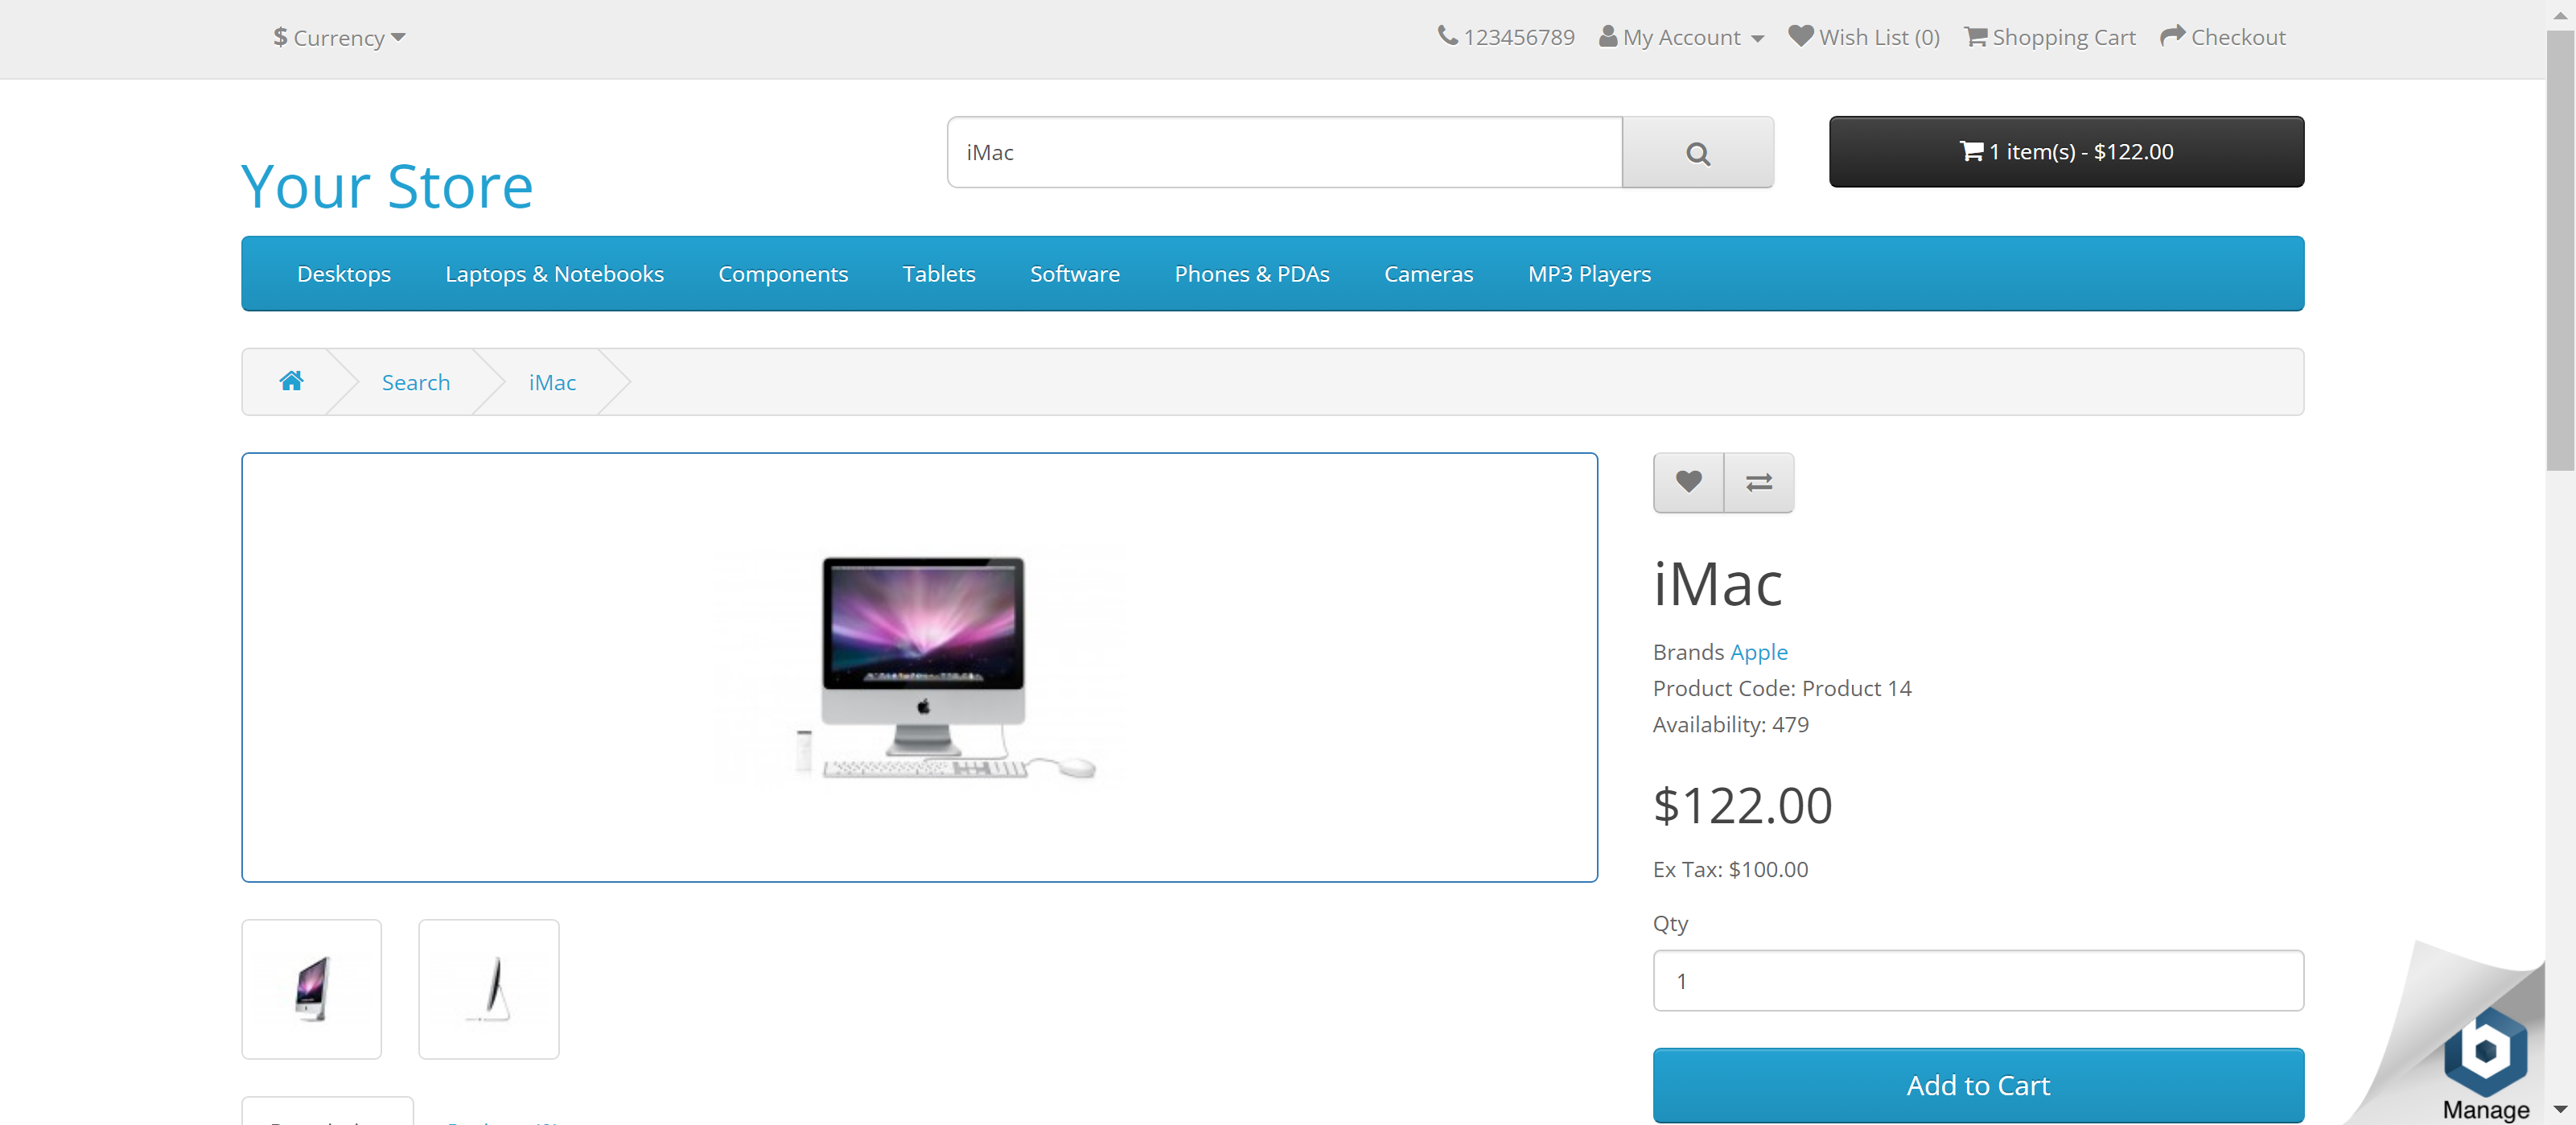 $ Currency
123456789 My Account Wish List (0) Shopping Cart Checkout
Your Store
iMac
1 item(s) - $122.00
Desktops Laptops & Notebooks Components Tablets Software Phones & PDAs Cameras MP3 Players
Search iMac
iMac
Brands Apple
Product Code: Product 14
Availability: 479
$122.00
Ex Tax: $100.00
Qty
1
Add to Cart
Manage